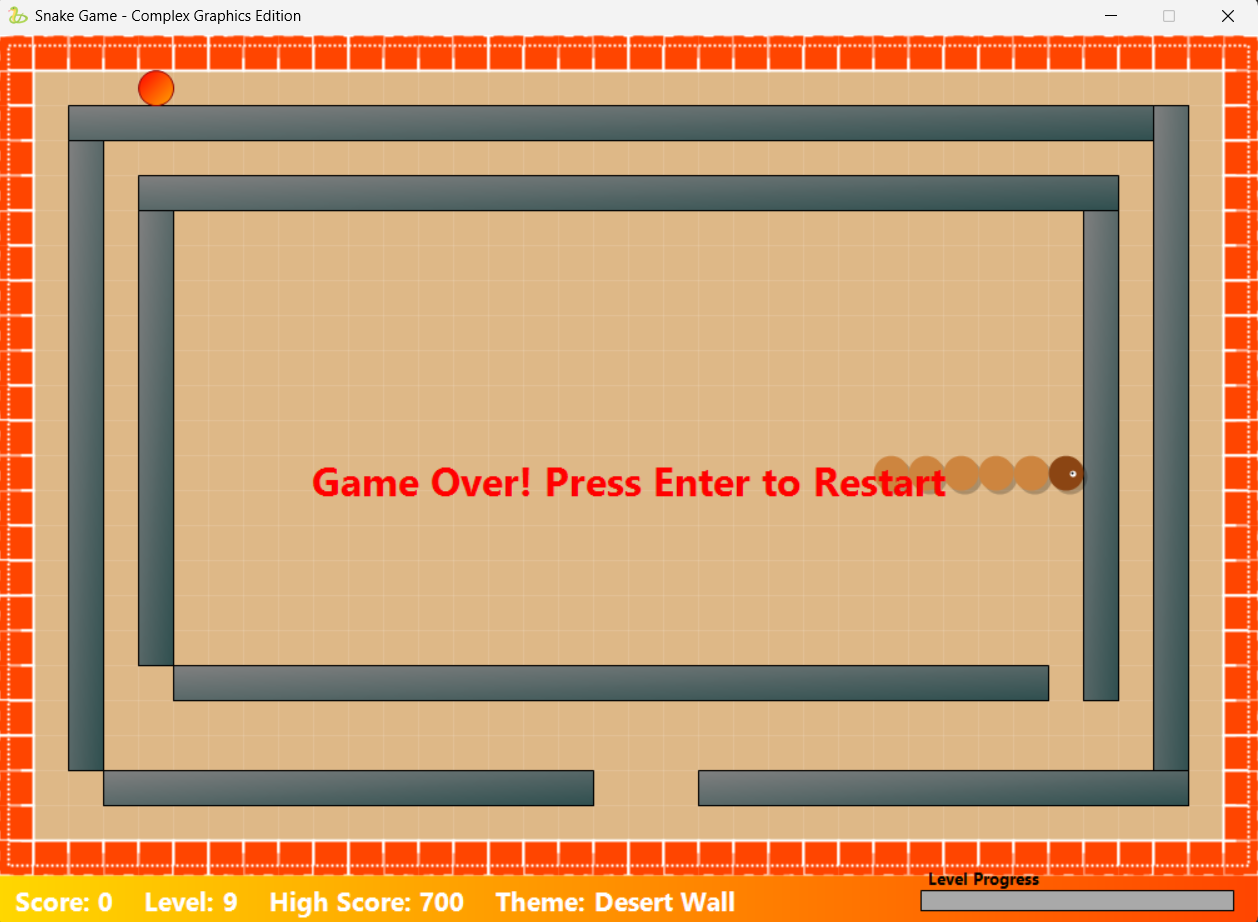 Snake Game - Complex Graphics Edition
Game Over! Press Enter to Restart
Level Progress
Score: 0 Level: 9 High Score: 700 Theme: Desert Wall